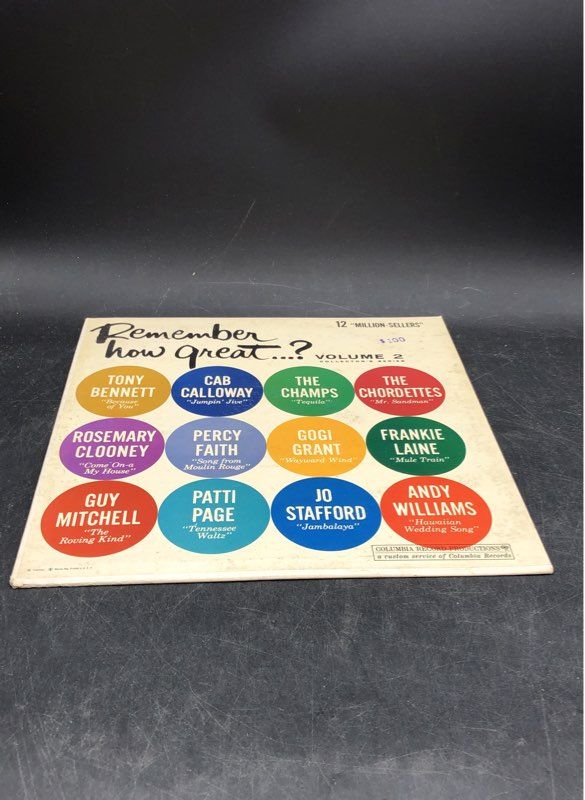 Remember
how great...?
12 "MILLION-SELLERS"
VOLUME 2
COLLECTOR'S SERIES
TONY
BENNETT
"Because
of You"
CAB
CALLOWAY
"Jumpin' Jive"
THE
CHAMPS
"Tequila"
THE
CHORDETTES
"Mr. Sandman"
ROSEMARY
CLOONEY
"Come On-a
My House"
PERCY
FAITH
"Song from
Moulin Rouge"
GOGI
GRANT
"Wayward Wind"
FRANKIE
LAINE
"Mule Train"
GUY
MITCHELL
"The
Roving Kind"
PATTI
PAGE
"Tennessee
Waltz"
JO
STAFFORD
"Jambalaya"
ANDY
WILLIAMS
"Hawaiian
Wedding Song"
COLUMBIA RECORD PRODUCTIONS
a custom service of Columbia Records